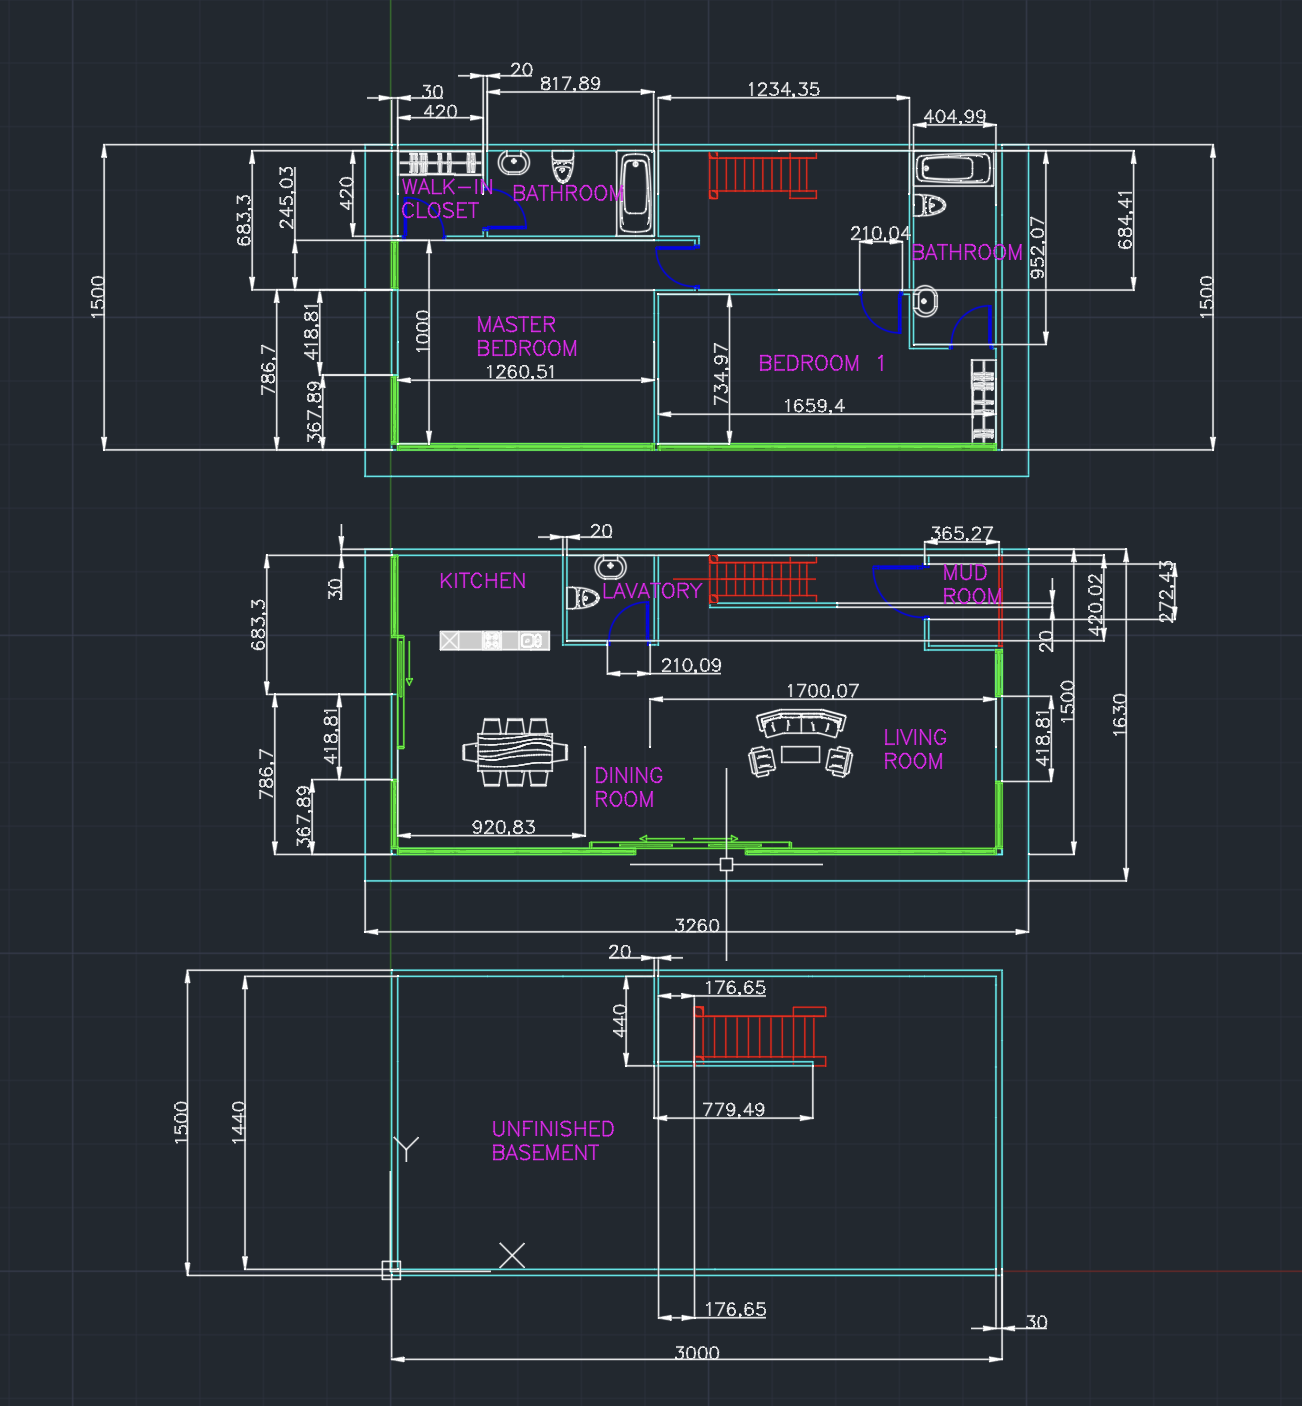 20
817,89
30
420
1234,35
404,99
1500
683,3
245,03
420
WALK-IN
CLOSET
BATHROOM
210,04
BATHROOM
952,07
684,41
1500
418,81
786,7
367,89
1000
MASTER
BEDROOM
1260,51
734,97
BEDROOM 1
1659,4
20
365,27
30
683,3
KITCHEN
LAVATORY
MUD
ROOM
420,02
272,43
20
210,09
1700,07
418,81
1500
1630
418,81
786,7
367,89
LIVING
ROOM
DINING
ROOM
920,83
3260
20
176,65
440
779,49
1500
1440
UNFINISHED
BASEMENT
Y
X
176,65
30
3000